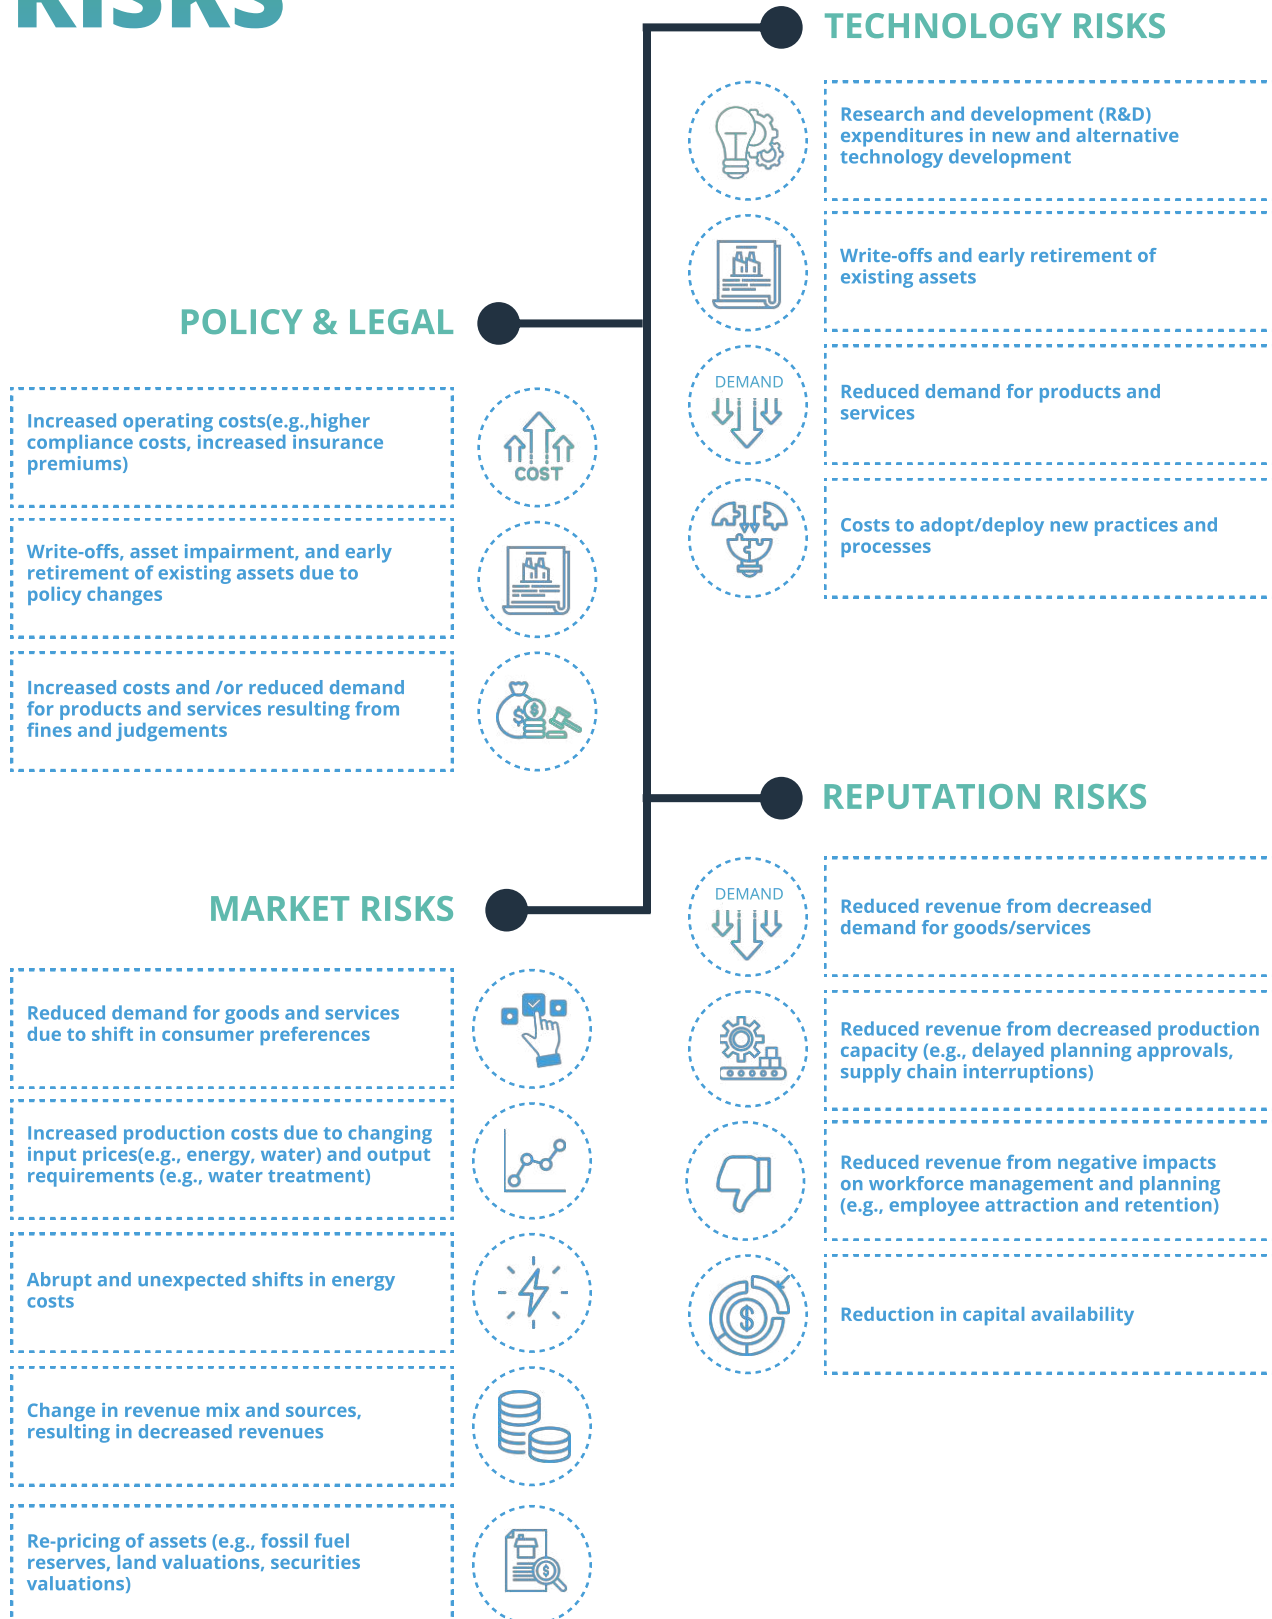 RISKS
TECHNOLOGY RISKS
Research and development (R&D)
expenditures in new and alternative
technology development
Write-offs and early retirement of
existing assets
DEMAND
Reduced demand for products and
services
Costs to adopt/deploy new practices and
processes
POLICY & LEGAL
Increased operating costs(e.g.,higher
compliance costs, increased insurance
premiums)
COST
Write-offs, asset impairment, and early
retirement of existing assets due to
policy changes
Increased costs and /or reduced demand
for products and services resulting from
fines and judgements
$
$
REPUTATION RISKS
DEMAND
Reduced revenue from decreased
demand for goods/services
Reduced revenue from decreased production
capacity (e.g., delayed planning approvals,
supply chain interruptions)
Reduced revenue from negative impacts
on workforce management and planning
(e.g., employee attraction and retention)
$
Reduction in capital availability
MARKET RISKS
Reduced demand for goods and services
due to shift in consumer preferences
Increased production costs due to changing
input prices(e.g., energy, water) and output
requirements (e.g., water treatment)
Abrupt and unexpected shifts in energy
costs
Change in revenue mix and sources,
resulting in decreased revenues
Re-pricing of assets (e.g., fossil fuel
reserves, land valuations, securities
valuations)
$